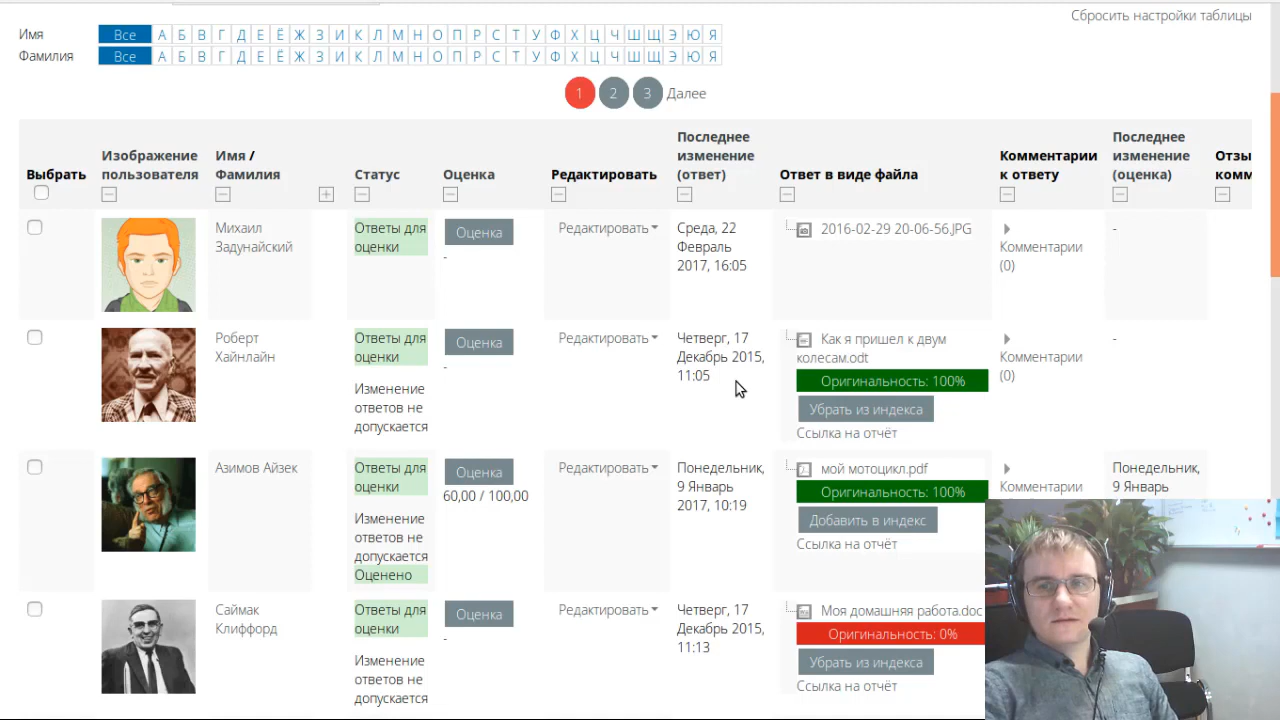 Сбросить настройки таблицы
Имя Все А Б В Г Д Е Ё Ж З И К Л М Н О П Р С Т У Ф Х Ц Ч Ш Щ Э Ю Я
Фамилия Все А Б В Г Д Е Ё Ж З И К Л М Н О П Р С Т У Ф Х Ц Ч Ш Щ Э Ю Я
1 2 3 Далее
Выбрать
Изображение
пользователя
Имя /
Фамилия
Статус
Оценка
Редактировать
Последнее
изменение
(ответ)
Ответ в виде файла
Комментарии
к ответу
Последнее
изменение
(оценка)
Отзы
комм
Михаил
Задунайский
Ответы для
оценки
Оценка
-
Редактировать
Среда, 22
Февраль
2017, 16:05
2016-02-29 20-06-56.JPG
Комментарии
(0)
-
Роберт
Хайнлайн
Ответы для
оценки
Изменение
ответов не
допускается
Оценка
-
Редактировать
Четверг, 17
Декабрь 2015,
11:05
Как я пришел к двум
колесам.odt
Оригинальность: 100%
Убрать из индекса
Ссылка на отчёт
Комментарии
(0)
-
Азимов Айзек
Ответы для
оценки
Изменение
ответов не
допускается
Оценено
Оценка
60,00 / 100,00
Редактировать
Понедельник,
9 Январь
2017, 10:19
мой мотоцикл.pdf
Оригинальность: 100%
Добавить в индекс
Ссылка на отчёт
Комментарии
Понедельник,
9 Январь
Саймак
Клиффорд
Ответы для
оценки
Изменение
ответов не
допускается
Оценка
-
Редактировать
Четверг, 17
Декабрь 2015,
11:13
Моя домашняя работа.doc
Оригинальность: 0%
Убрать из индекса
Ссылка на отчёт